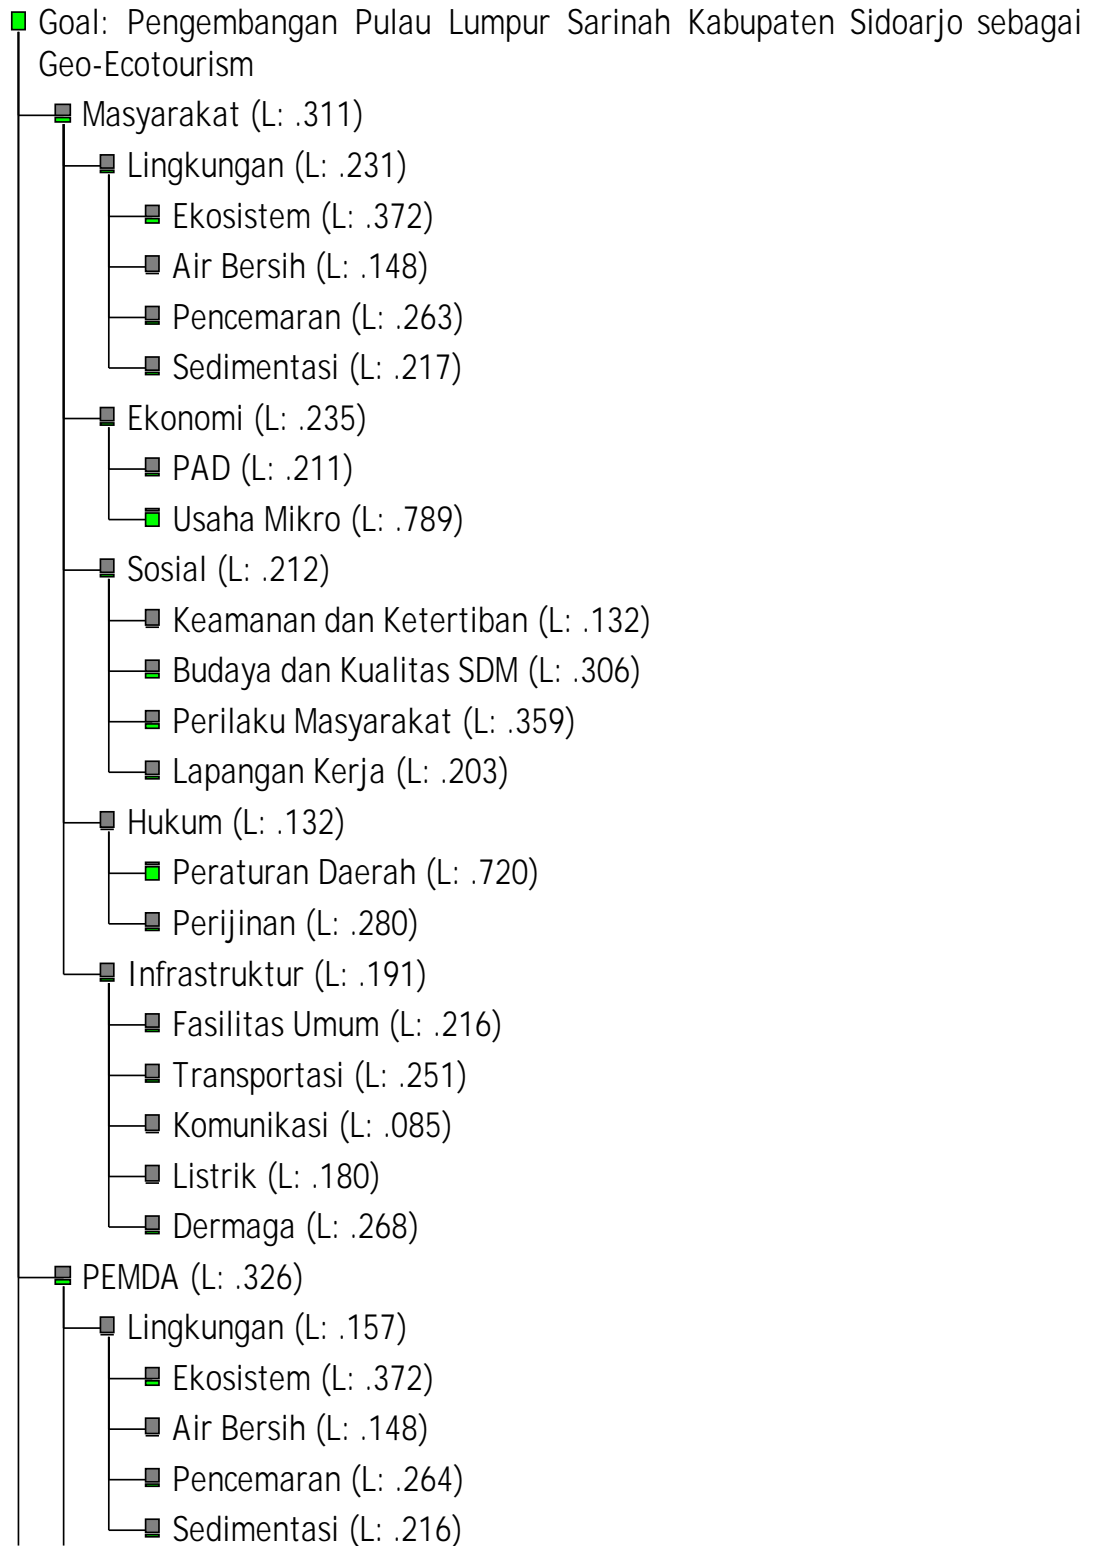 Goal: Pengembangan Pulau Lumpur Sarinah Kabupaten Sidoarjo sebagai
Geo-Ecotourism
Masyarakat (L: .311)
Lingkungan (L: .231)
Ekosistem (L: .372)
Air Bersih (L: .148)
Pencemaran (L: .263)
Sedimentasi (L: .217)
Ekonomi (L: .235)
PAD (L: .211)
Usaha Mikro (L: .789)
Sosial (L: .212)
Keamanan dan Ketertiban (L: .132)
Budaya dan Kualitas SDM (L: .306)
Perilaku Masyarakat (L: .359)
Lapangan Kerja (L: .203)
Hukum (L: .132)
Peraturan Daerah (L: .720)
Perijinan (L: .280)
Infrastruktur (L: .191)
Fasilitas Umum (L: .216)
Transportasi (L: .251)
Komunikasi (L: .085)
Listrik (L: .180)
Dermaga (L: .268)
PEMDA (L: .326)
Lingkungan (L: .157)
Ekosistem (L: .372)
Air Bersih (L: .148)
Pencemaran (L: .264)
Sedimentasi (L: .216)